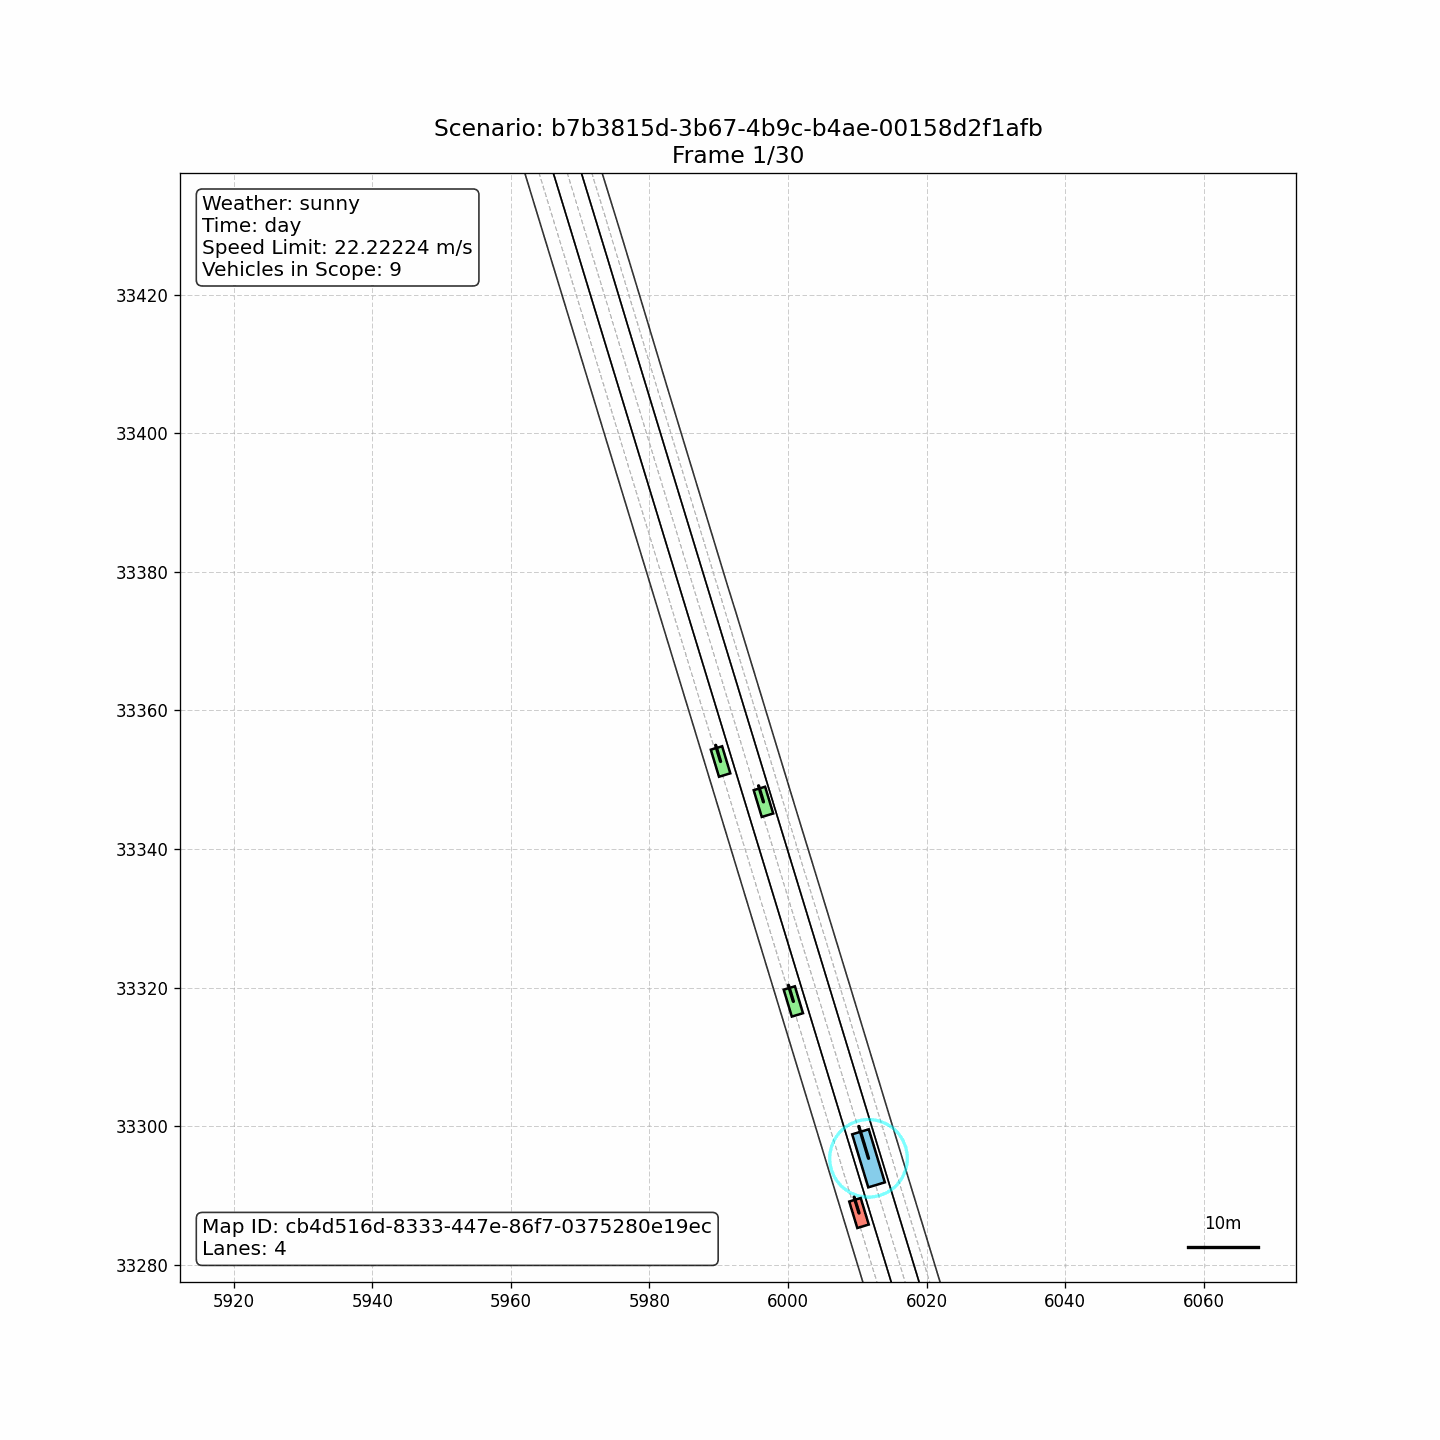 Scenario: b7b3815d-3b67-4b9c-b4ae-00158d2f1afb
Frame 1/30
Weather: sunny
Time: day
Speed Limit: 22.22224 m/s
Vehicles in Scope: 9
33420
33400
33380
33360
33340
33320
33300
33280
Map ID: cb4d516d-8333-447e-86f7-0375280e19ec
Lanes: 4
10m
5920 5940 5960 5980 6000 6020 6040 6060